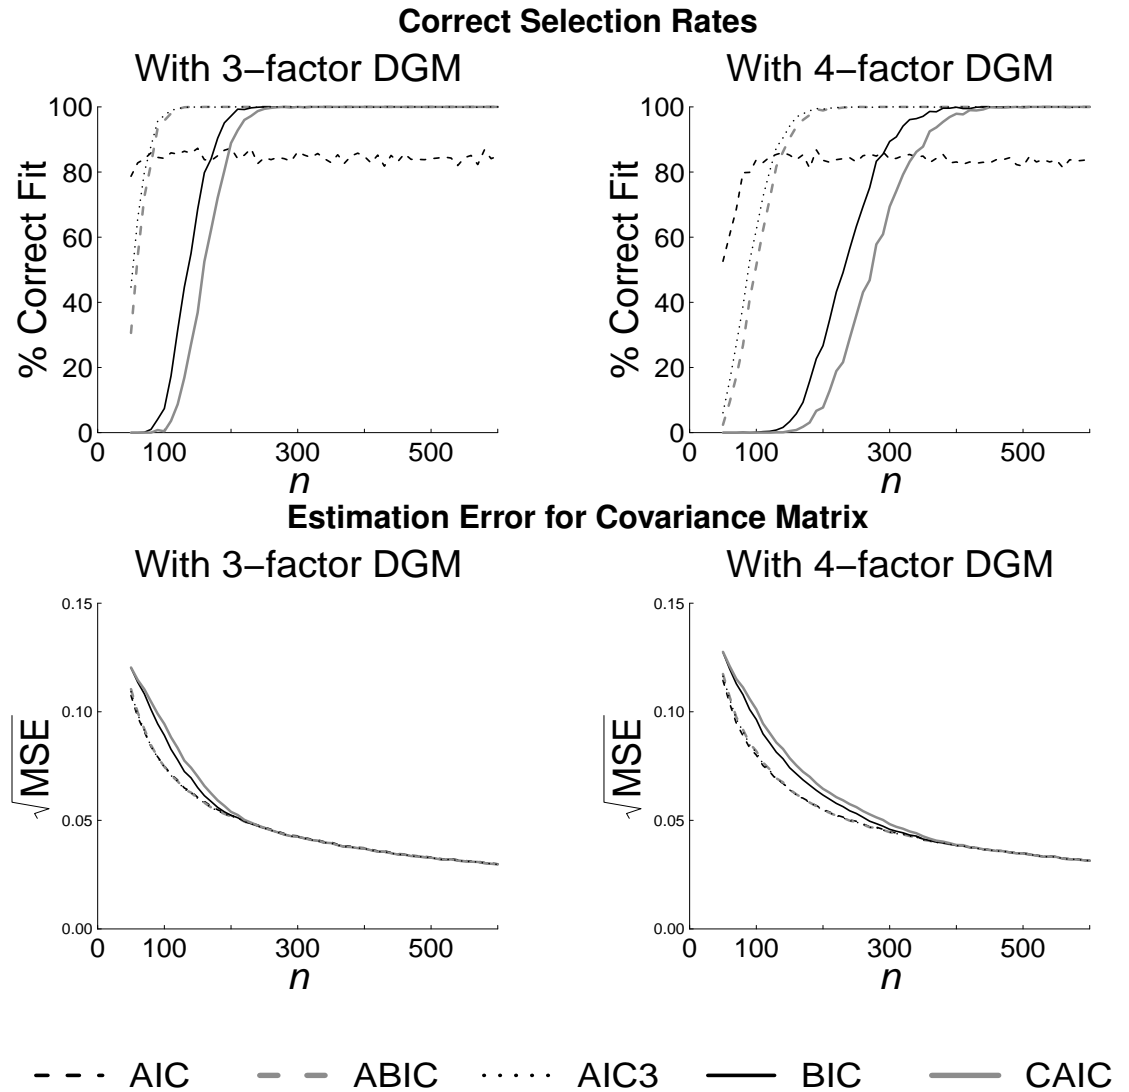 Correct Selection Rates
With 3−factor DGM
With 4−factor DGM
% Correct Fit
100
80
60
40
20
0
0 100 300 500
n
% Correct Fit
100
80
60
40
20
0
0 100 300 500
n
Estimation Error for Covariance Matrix
With 3−factor DGM
With 4−factor DGM
√MSE
0.15
0.10
0.05
0.00
0 100 300 500
n
√MSE
0.15
0.10
0.05
0.00
0 100 300 500
n
AIC ABIC AIC3 BIC CAIC